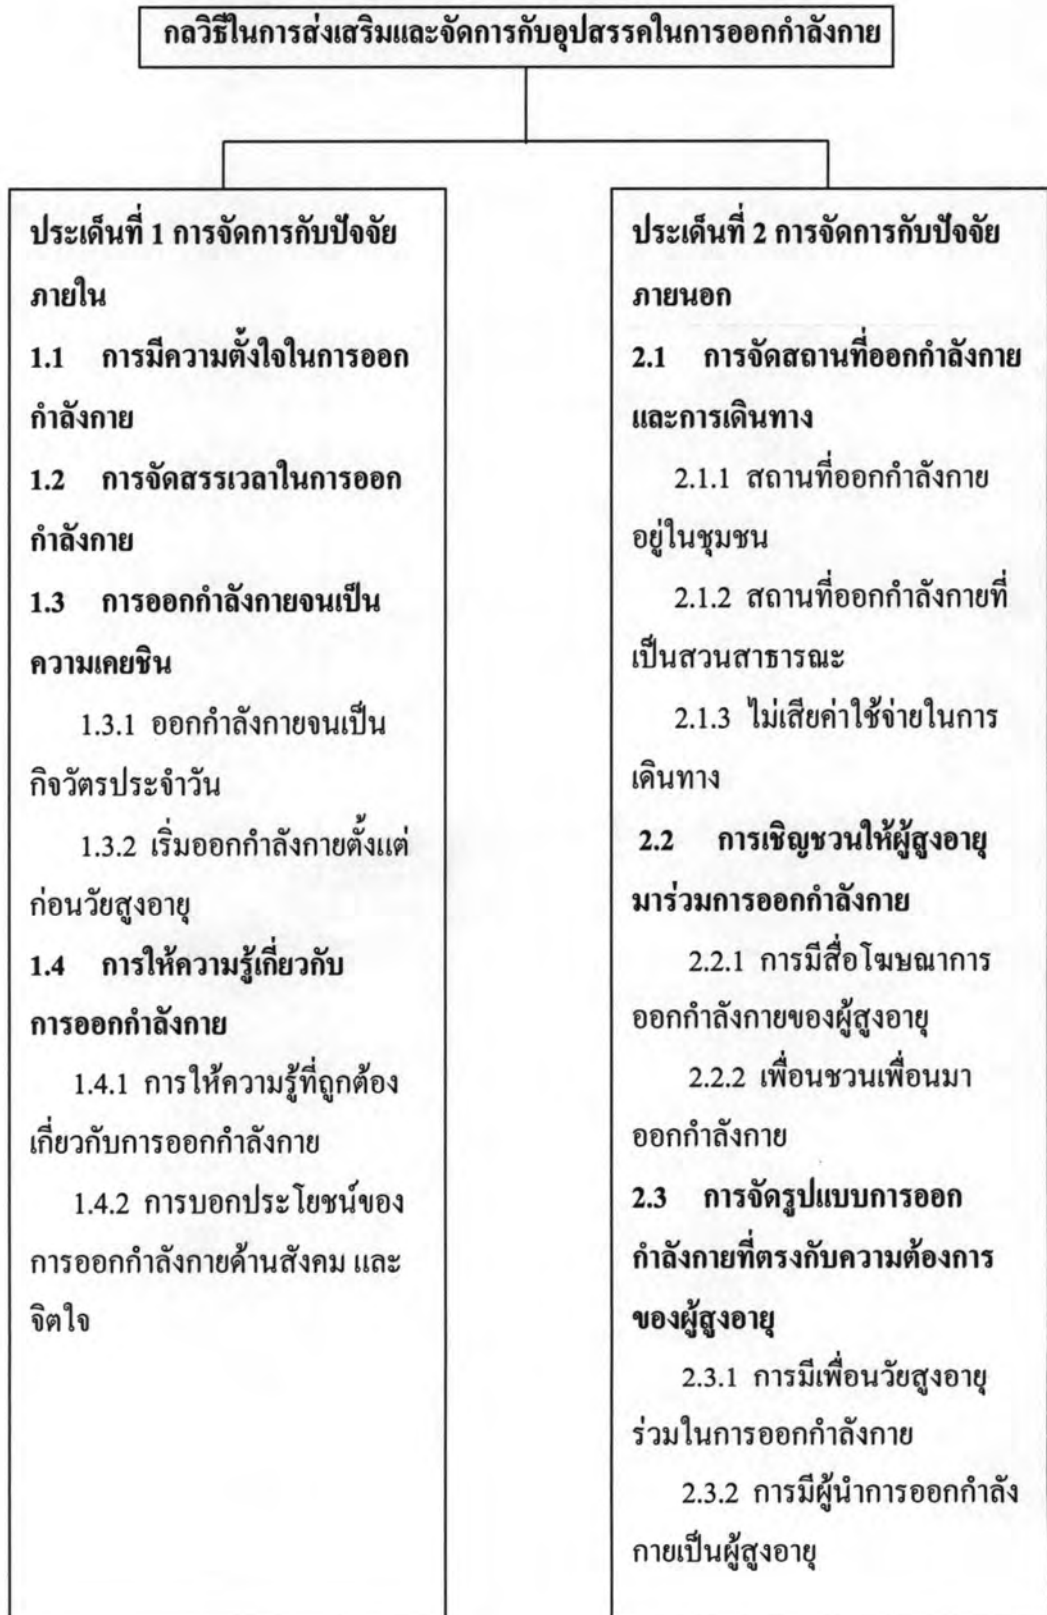 กลวิธีในการส่งเสริมและจัดการกับอุปสรรคในการออกกำลังกาย
ประเด็นที่ 1 การจัดการกับปัจจัย
ภายใน
1.1 การมีความตั้งใจในการออก
กำลังกาย
1.2 การจัดสรรเวลาในการออก
กำลังกาย
1.3 การออกกำลังกายจนเป็น
ความเคยชิน
1.3.1 ออกกำลังกายจนเป็น
กิจวัตรประจำวัน
1.3.2 เริ่มออกกำลังกายตั้งแต่
ก่อนวัยสูงอายุ
1.4 การให้ความรู้เกี่ยวกับ
การออกกำลังกาย
1.4.1 การให้ความรู้ที่ถูกต้อง
เกี่ยวกับการออกกำลังกาย
1.4.2 การบอกประโยชน์ของ
การออกกำลังกายด้านสังคม และ
จิตใจ
ประเด็นที่ 2 การจัดการกับปัจจัย
ภายนอก
2.1 การจัดสถานที่ออกกำลังกาย
และการเดินทาง
2.1.1 สถานที่ออกกำลังกาย
อยู่ในชุมชน
2.1.2 สถานที่ออกกำลังกายที่
เป็นสวนสาธารณะ
2.1.3 ไม่เสียค่าใช้จ่ายในการ
เดินทาง
2.2 การเชิญชวนให้ผู้สูงอายุ
มาร่วมการออกกำลังกาย
2.2.1 การมีสื่อโฆษณาการ
ออกกำลังกายของผู้สูงอายุ
2.2.2 เพื่อนชวนเพื่อนมา
ออกกำลังกาย
2.3 การจัดรูปแบบการออก
กำลังกายที่ตรงกับความต้องการ
ของผู้สูงอายุ
2.3.1 การมีเพื่อนวัยสูงอายุ
ร่วมในการออกกำลังกาย
2.3.2 การมีผู้นำการออกกำลัง
กายเป็นผู้สูงอายุ